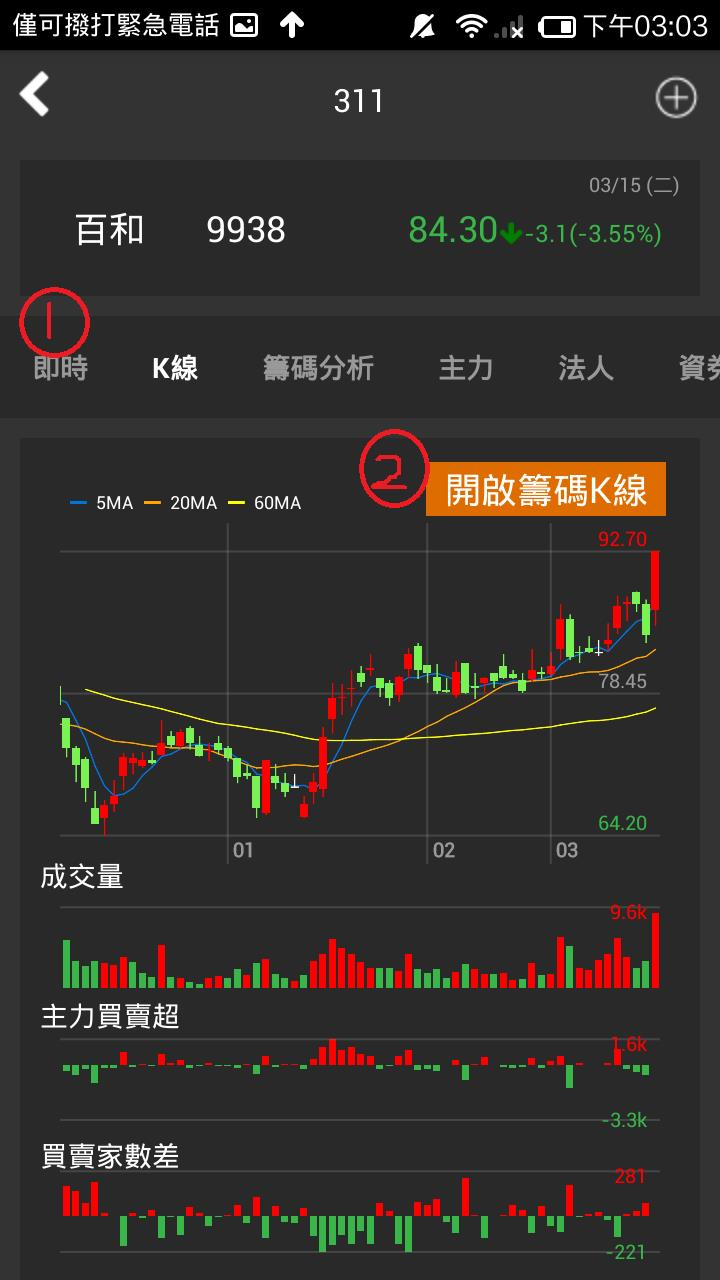 僅可撥打緊急電話 下午03:03
311
03/15 (二)
百和 9938 84.30 -3.1(-3.55%)
1
即時 K線 籌碼分析 主力 法人 資券
2
開啟籌碼K線
5MA 20MA 60MA
92.70
78.45
64.20
01 02 03
成交量
9.6k
主力買賣超
1.6k
-3.3k
買賣家數差
281
-221